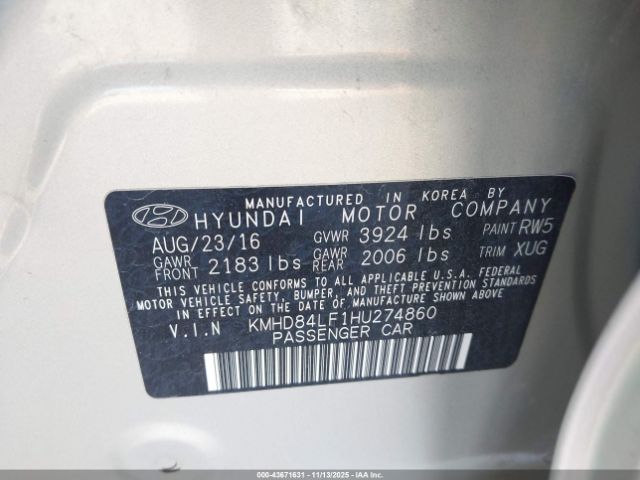 MANUFACTURED IN KOREA BY
HYUNDAI MOTOR COMPANY
AUG/23/16 GVWR 3924 lbs PAINT RW5
GAWR FRONT 2183 lbs GAWR REAR 2006 lbs TRIM XUG
THIS VEHICLE CONFORMS TO ALL APPLICABLE U.S.A. FEDERAL
MOTOR VEHICLE SAFETY, BUMPER, AND THEFT PREVENTION STANDARDS
IN EFFECT ON THE DATE OF MANUFACTURE SHOWN ABOVE.
V.I.N KMHD84LF1HU274860
PASSENGER CAR
000-43671631 - 11/13/2025 - IAAI.COM